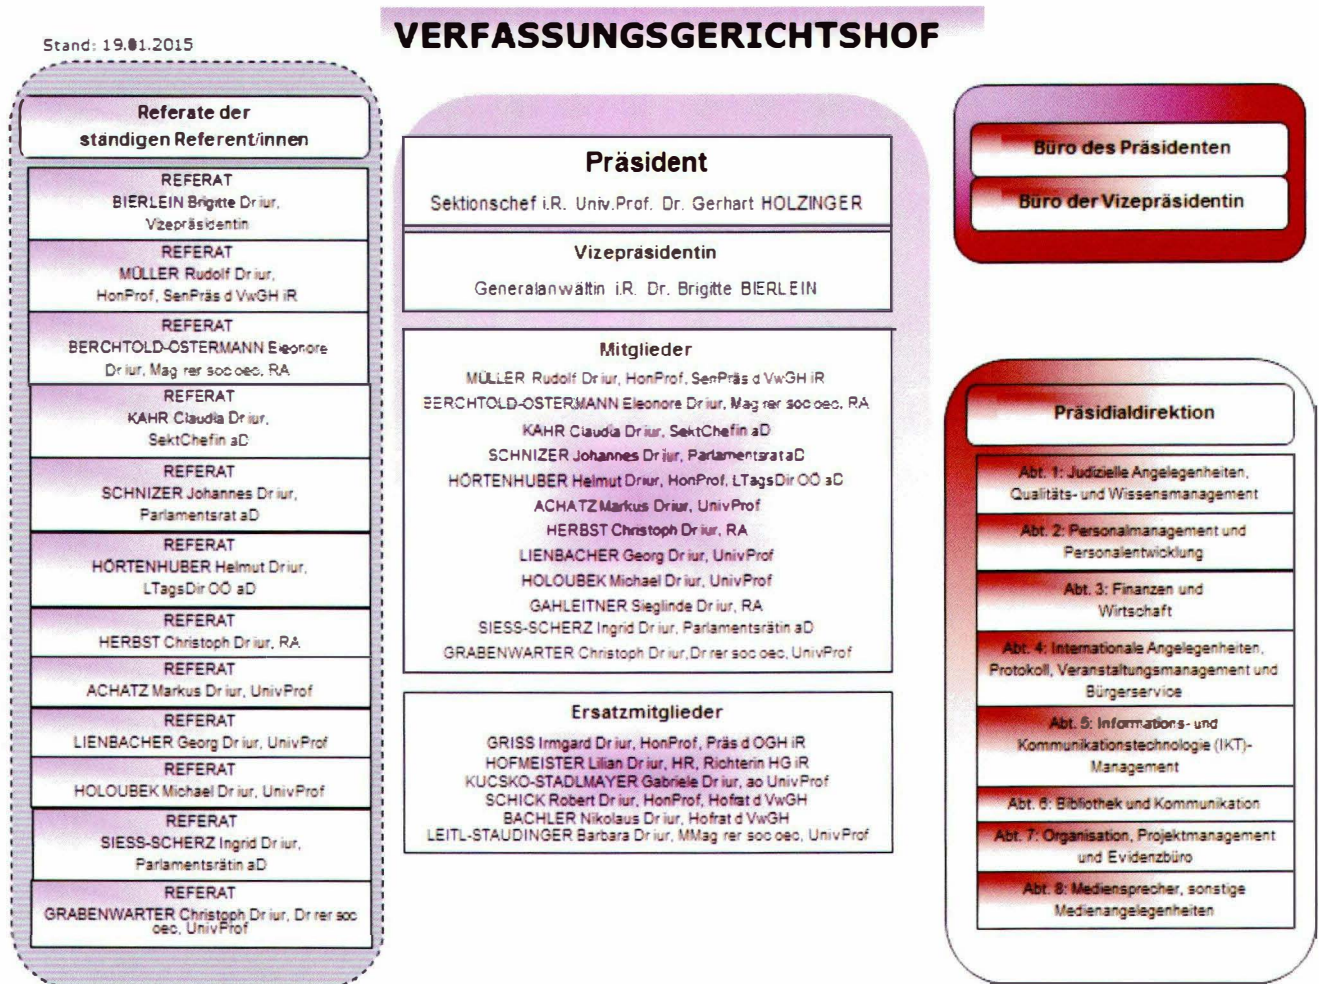 VERFASSUNGSGERICHTSHOF
Stand: 19.01.2015
Referate der
ständigen Referent/innen
REFERAT
BIERLEIN Brigitte Dr iur,
Vizepräsidentin
REFERAT
MÜLLER Rudolf Dr iur,
HonProf, SenPräs d VwGH iR
REFERAT
BERCHTOLD-OSTERMANN Eleonore
Dr iur, Mag rer soc oec, RA
REFERAT
KAHR Claudia Dr iur,
SektChefin aD
REFERAT
SCHNIZER Johannes Dr iur,
Parlamentsrat aD
REFERAT
HÖRTENHUBER Helmut Dr iur,
LTagsDir OÖ aD
REFERAT
HERBST Christoph Dr iur, RA
REFERAT
ACHATZ Markus Dr iur, UnivProf
REFERAT
LIENBACHER Georg Dr iur, UnivProf
REFERAT
HOLOUBEK Michael Dr iur, UnivProf
REFERAT
SIESS-SCHERZ Ingrid Dr iur,
Parlamentsrätin aD
REFERAT
GRABENWARTER Christoph Dr iur, Dr rer soc
oec, UnivProf
Präsident
Sektionschef i.R. Univ.Prof. Dr. Gerhart HOLZINGER
Vizepräsidentin
Generalanwältin i.R. Dr. Brigitte BIERLEIN
Mitglieder
MÜLLER Rudolf Dr iur, HonProf, SenPräs d VwGH iR
BERCHTOLD-OSTERMANN Eleonore Dr iur, Mag rer soc oec, RA
KAHR Claudia Dr iur, SektChefin aD
SCHNIZER Johannes Dr iur, Parlamentsrat aD
HÖRTENHUBER Helmut Dr iur, HonProf, LTagsDir OÖ aD
ACHATZ Markus Dr iur, UnivProf
HERBST Christoph Dr iur, RA
LIENBACHER Georg Dr iur, UnivProf
HOLOUBEK Michael Dr iur, UnivProf
GAHLEITNER Sieglinde Dr iur, RA
SIESS-SCHERZ Ingrid Dr iur, Parlamentsrätin aD
GRABENWARTER Christoph Dr iur, Dr rer soc oec, UnivProf
Ersatzmitglieder
GRISS Irmgard Dr iur, HonProf, Präs d OGH iR
HOFMEISTER Lilian Dr iur, HR, Richterin HG iR
KUCSKO-STADLMAYER Gabriele Dr iur, ao UnivProf
SCHICK Robert Dr iur, HonProf, Hofrat d VwGH
BACHLER Nikolaus Dr iur, Hofrat d VwGH
LEITL-STAUDINGER Barbara Dr iur, MMag rer soc oec, UnivProf
Büro des Präsidenten
Büro der Vizepräsidentin
Präsidialdirektion
Abt. 1: Judizielle Angelegenheiten,
Qualitäts- und Wissensmanagement
Abt. 2: Personalmanagement und
Personalentwicklung
Abt. 3: Finanzen und
Wirtschaft
Abt. 4: Internationale Angelegenheiten,
Protokoll, Veranstaltungsmanagement und
Bürgerservice
Abt. 5: Informations- und
Kommunikationstechnologie (IKT)-
Management
Abt. 6: Bibliothek und Kommunikation
Abt. 7: Organisation, Projektmanagement
und Evidenzbüro
Abt. 8: Mediensprecher, sonstige
Medienangelegenheiten